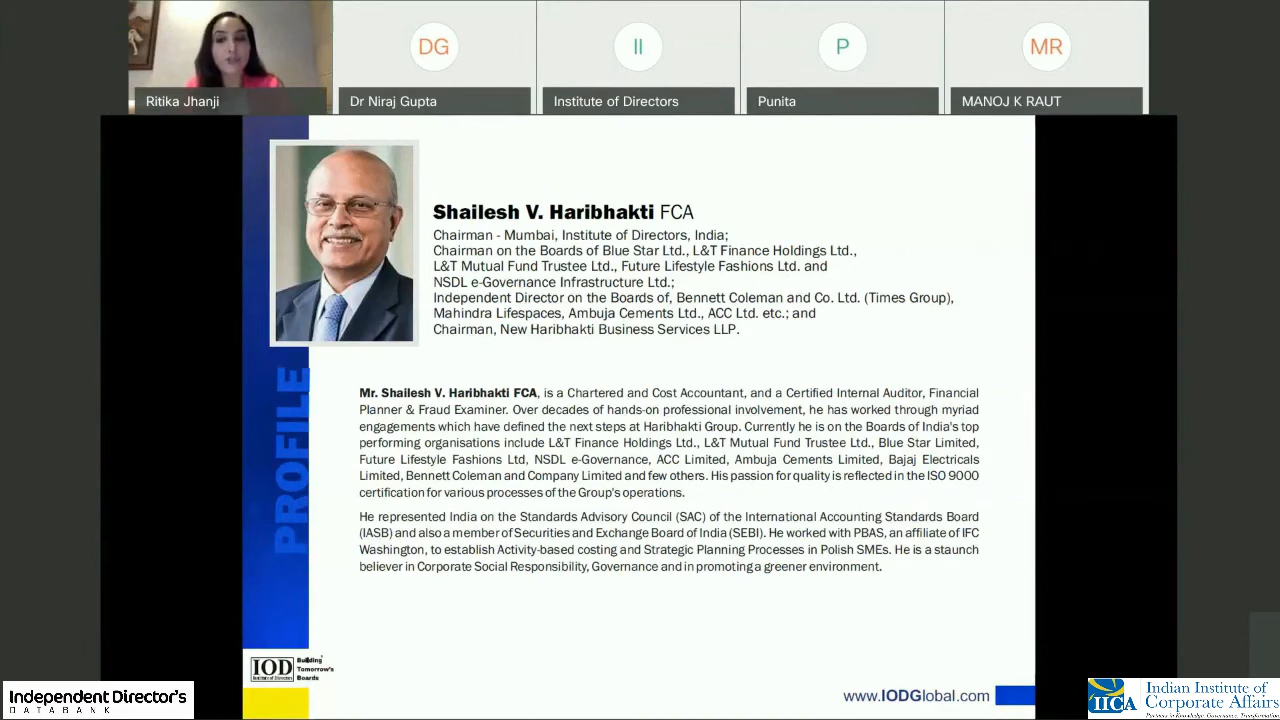 DG
II
P
MR
Ritika Jhanji
Dr Niraj Gupta
Institute of Directors
Punita
MANOJ K RAUT
Shailesh V. Haribhakti FCA
Chairman - Mumbai, Institute of Directors, India;
Chairman on the Boards of Blue Star Ltd., L&T Finance Holdings Ltd.,
L&T Mutual Fund Trustee Ltd., Future Lifestyle Fashions Ltd. and
NSDL e-Governance Infrastructure Ltd.;
Independent Director on the Boards of, Bennett Coleman and Co. Ltd. (Times Group),
Mahindra Lifespaces, Ambuja Cements Ltd., ACC Ltd. etc.; and
Chairman, New Haribhakti Business Services LLP.
PROFILE
Mr. Shailesh V. Haribhakti FCA, is a Chartered and Cost Accountant, and a Certified Internal Auditor, Financial
Planner & Fraud Examiner. Over decades of hands-on professional involvement, he has worked through myriad
engagements which have defined the next steps at Haribhakti Group. Currently he is on the Boards of India's top
performing organisations include L&T Finance Holdings Ltd., L&T Mutual Fund Trustee Ltd., Blue Star Limited,
Future Lifestyle Fashions Ltd, NSDL e-Governance, ACC Limited, Ambuja Cements Limited, Bajaj Electricals
Limited, Bennett Coleman and Company Limited and few others. His passion for quality is reflected in the ISO 9000
certification for various processes of the Group's operations.
He represented India on the Standards Advisory Council (SAC) of the International Accounting Standards Board
(IASB) and also a member of Securities and Exchange Board of India (SEBI). He worked with PBAS, an affiliate of IFC
Washington, to establish Activity-based costing and Strategic Planning Processes in Polish SMEs. He is a staunch
believer in Corporate Social Responsibility, Governance and in promoting a greener environment.
IOD
Institute of Directors
Building
Tomorrow's
Boards
www.IODGlobal.com
Independent Director's
DATABANK
IICA
Indian Institute of
Corporate Affairs
Partners in Knowledge. Governance. Transformation.